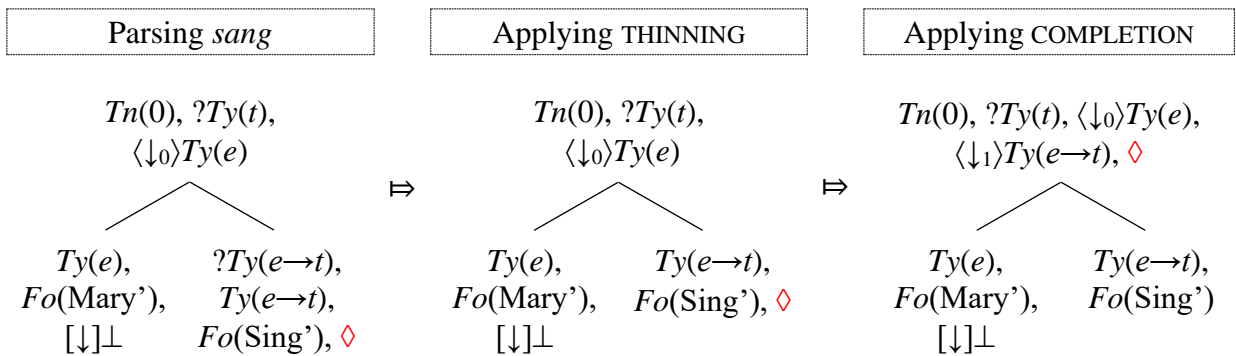 Parsing sang
Applying THINNING
Applying COMPLETION
Tn(0), ?Ty(t),
⟨↓₀⟩Ty(e)
Tn(0), ?Ty(t),
⟨↓₀⟩Ty(e)
Tn(0), ?Ty(t), ⟨↓₀⟩Ty(e),
⟨↓₁⟩Ty(e→t), ◊
⤇
⤇
Ty(e),
Fo(Mary’),
[↓]⊥
?Ty(e→t),
Ty(e→t),
Fo(Sing’), ◊
Ty(e),
Fo(Mary’),
[↓]⊥
Ty(e→t),
Fo(Sing’), ◊
Ty(e),
Fo(Mary’),
[↓]⊥
Ty(e→t),
Fo(Sing’)